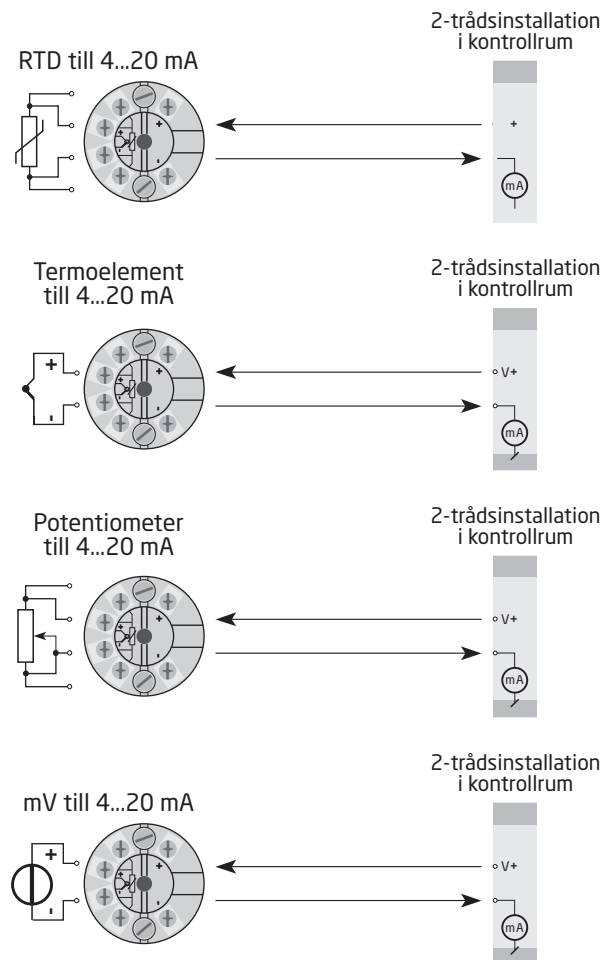 2-trådsinstallation
i kontrollrum
RTD till 4...20 mA
+
-
+
mA
Termoelement
till 4...20 mA
2-trådsinstallation
i kontrollrum
+
-
+
-
V+
mA
Potentiometer
till 4...20 mA
2-trådsinstallation
i kontrollrum
+
-
V+
mA
mV till 4...20 mA
2-trådsinstallation
i kontrollrum
+
-
+
-
V+
mA